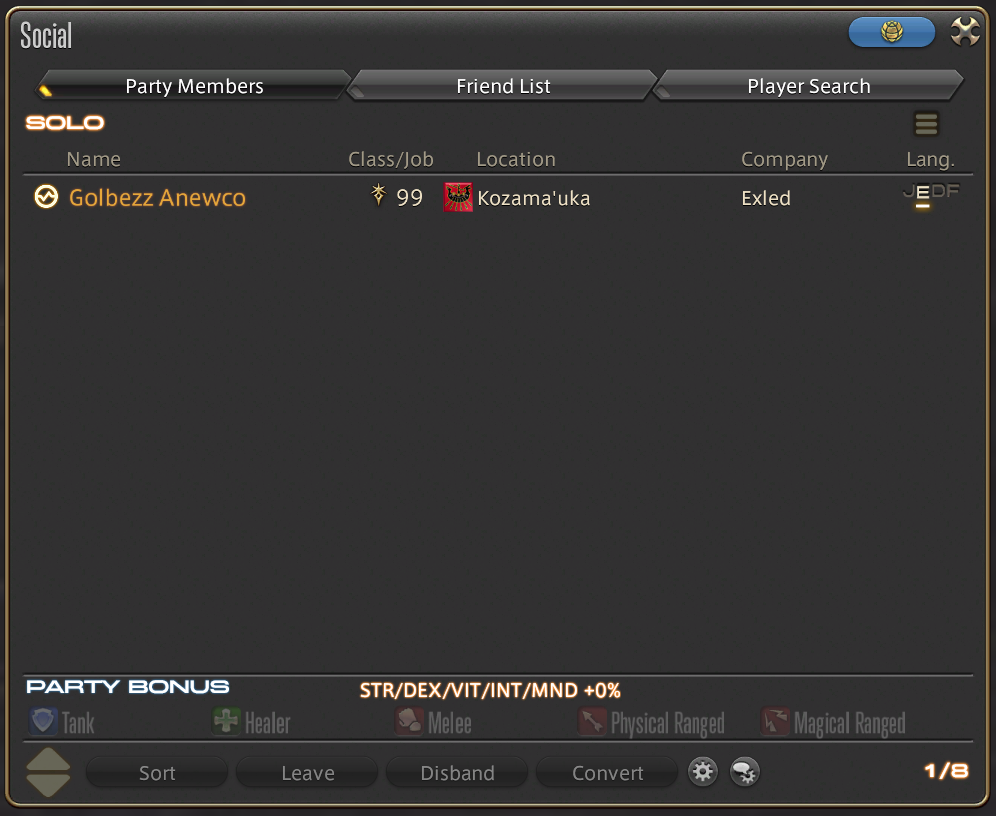 Social
Party Members Friend List Player Search
SOLO
Name Class/Job Location Company Lang.
Golbezz Anewco 99 Kozama'uka Exled JEDF
PARTY BONUS STR/DEX/VIT/INT/MND +0%
Tank Healer Melee Physical Ranged Magical Ranged
Sort Leave Disband Convert 1/8